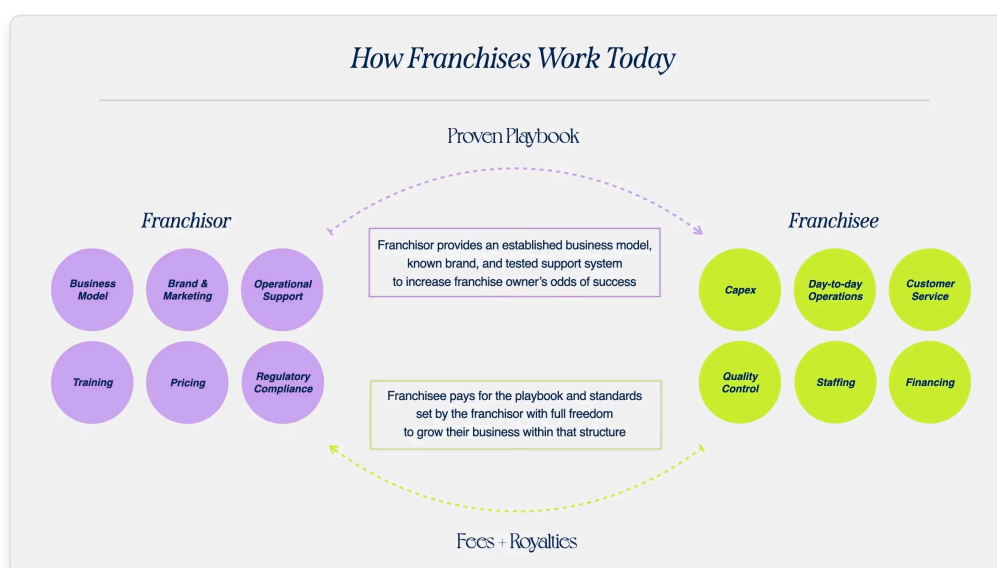 How Franchises Work Today
Proven Playbook
Franchisor
Franchisee
Franchisor provides an established business model,
known brand, and tested support system
to increase franchise owner's odds of success
Business
Model
Brand &
Marketing
Operational
Support
Capex
Day-to-day
Operations
Customer
Service
Training
Pricing
Regulatory
Compliance
Quality
Control
Staffing
Financing
Franchisee pays for the playbook and standards
set by the franchisor with full freedom
to grow their business within that structure
Fees + Royalties